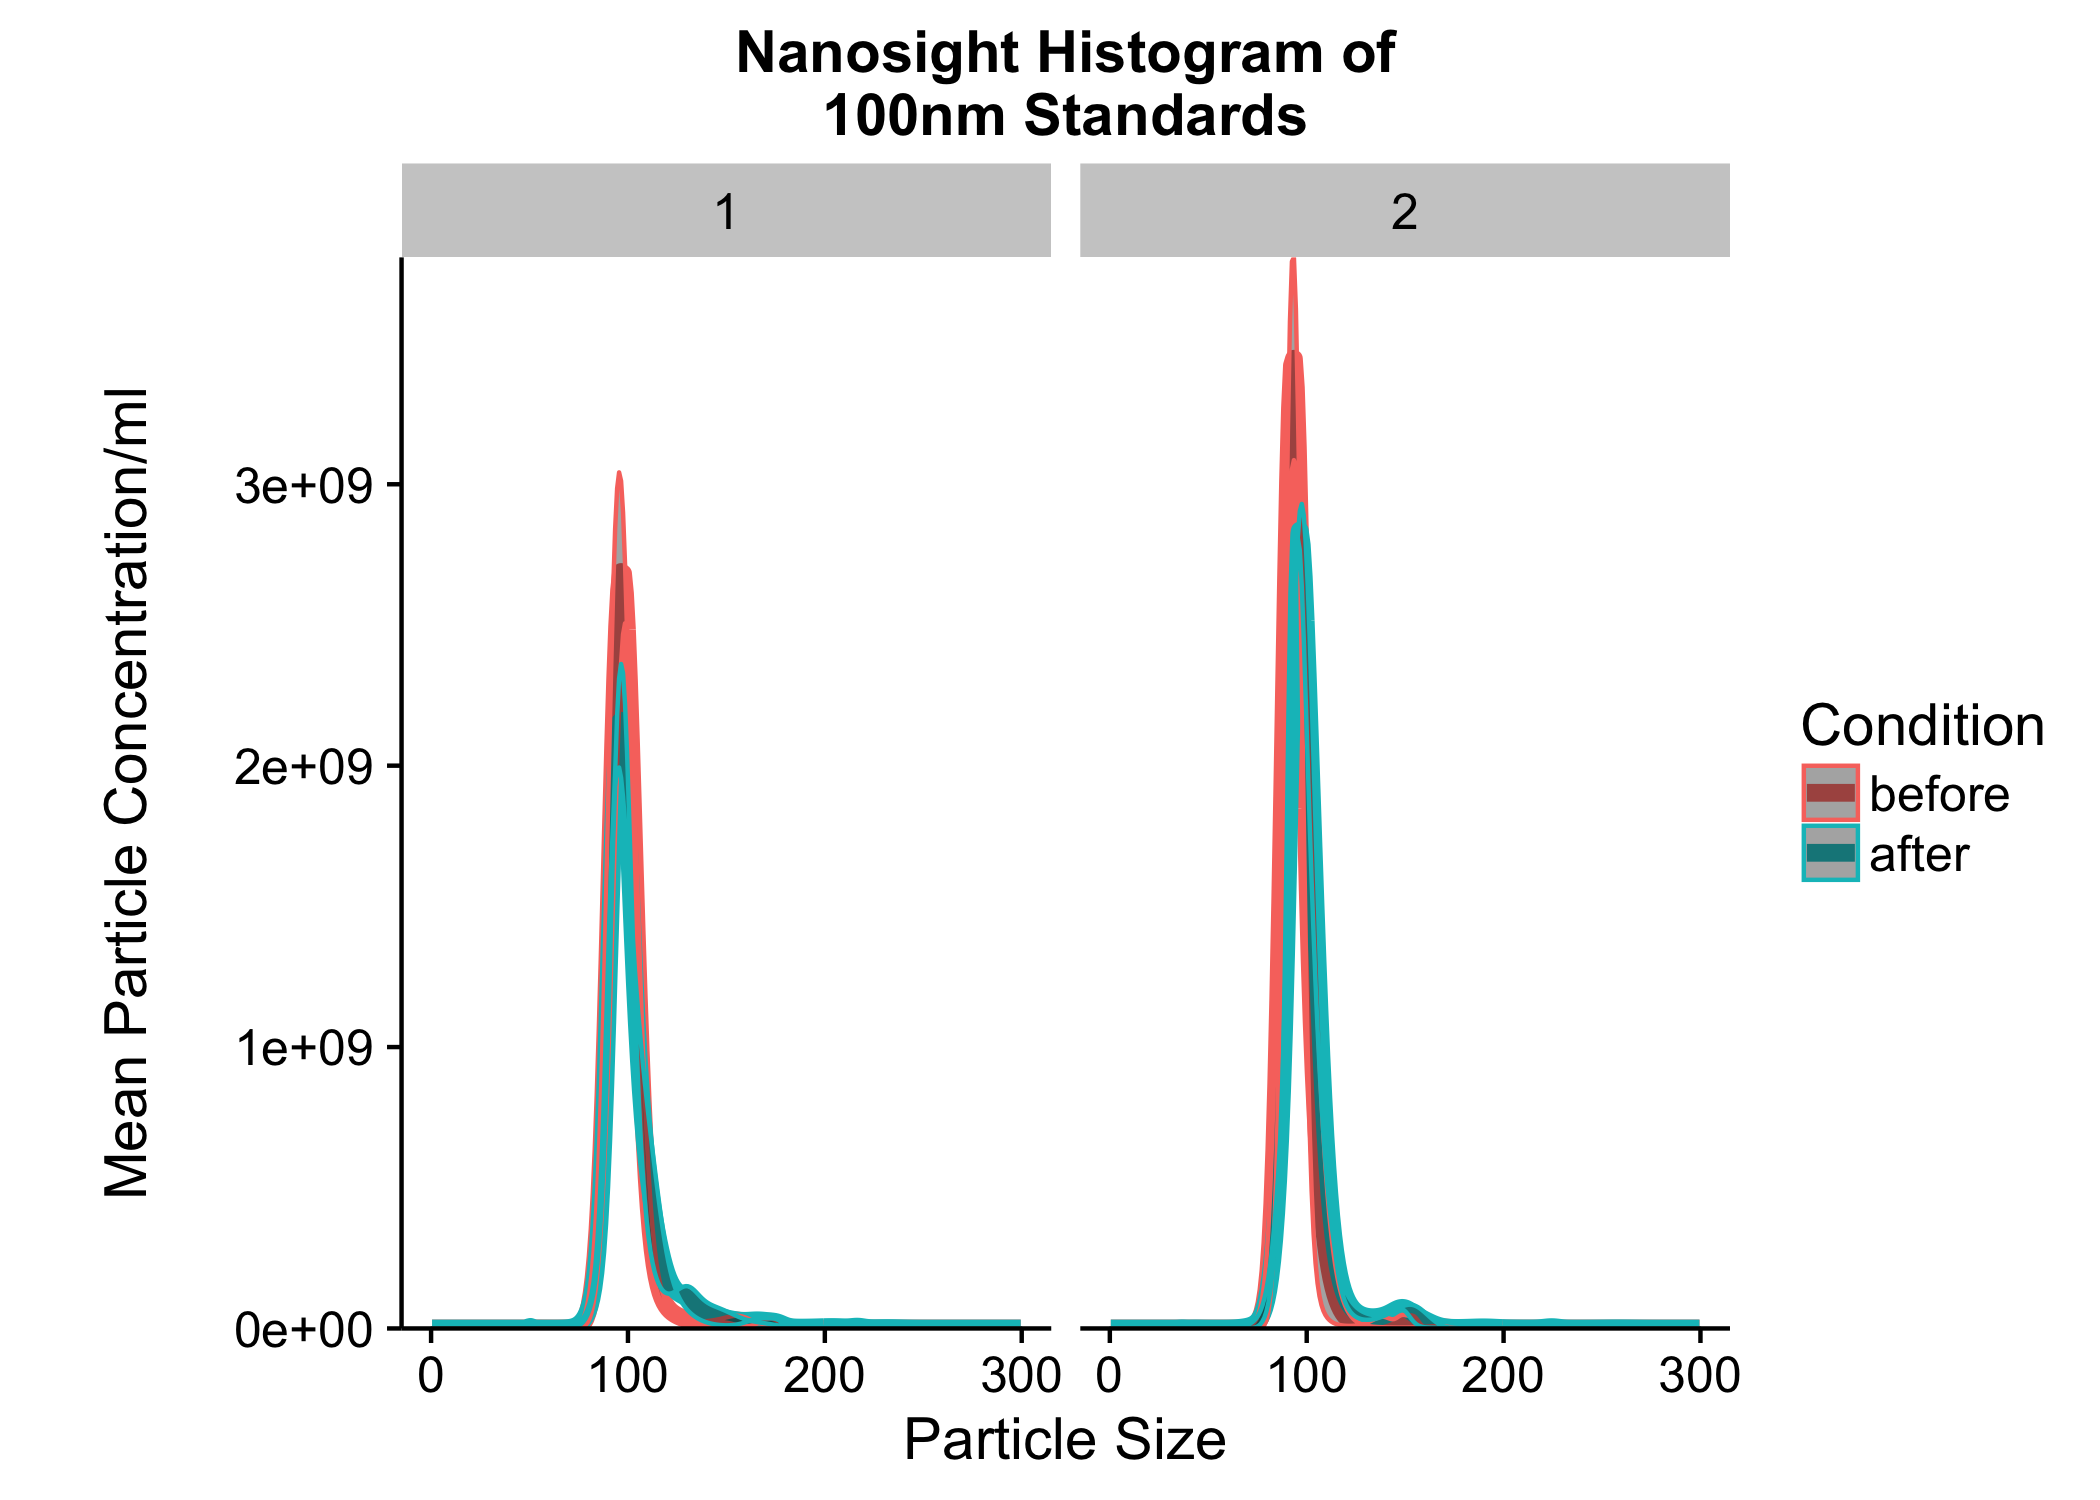 Nanosight Histogram of
100nm Standards
1
2
Mean Particle Concentration/ml
3e+09
2e+09
1e+09
0e+00
0
100
200
300
0
100
200
300
Particle Size
Condition
before
after